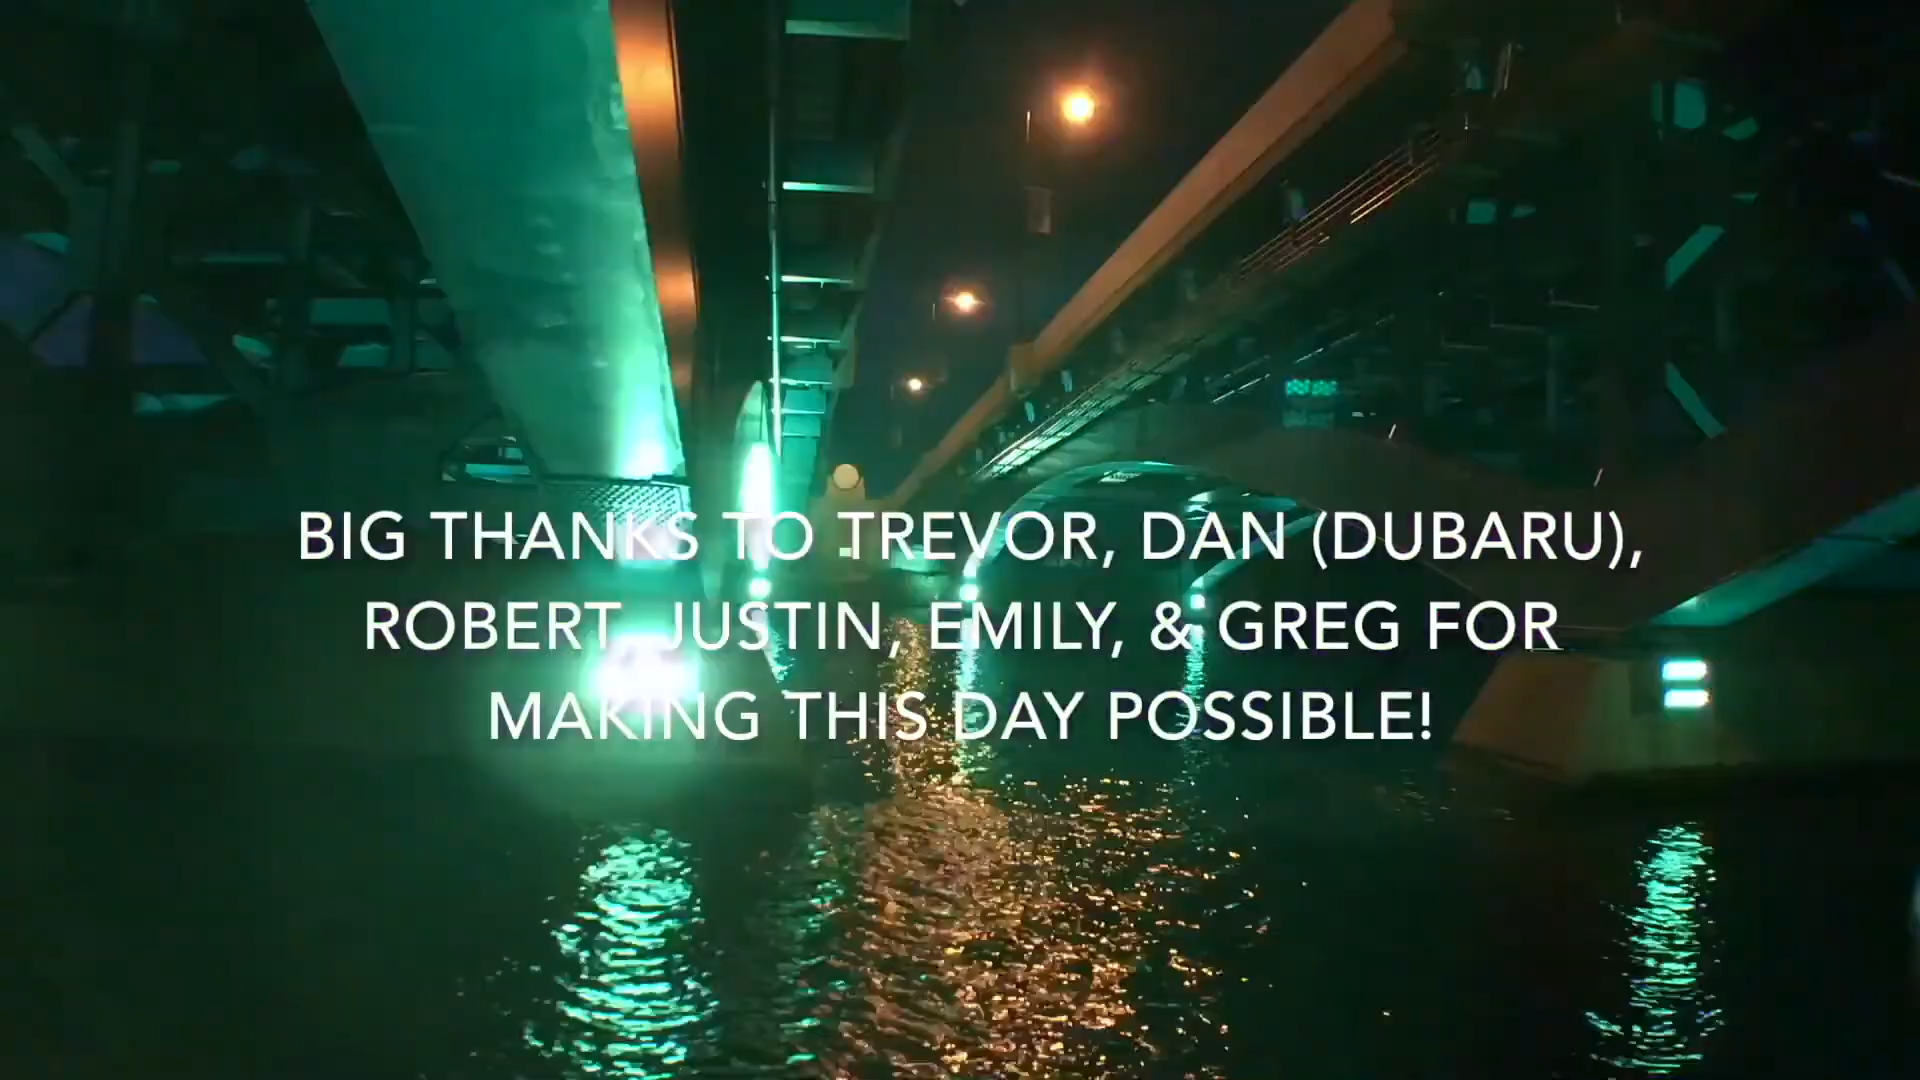 BIG THANKS TO TREVOR, DAN (DUBARU),
ROBERT, JUSTIN, EMILY, & GREG FOR
MAKING THIS DAY POSSIBLE!